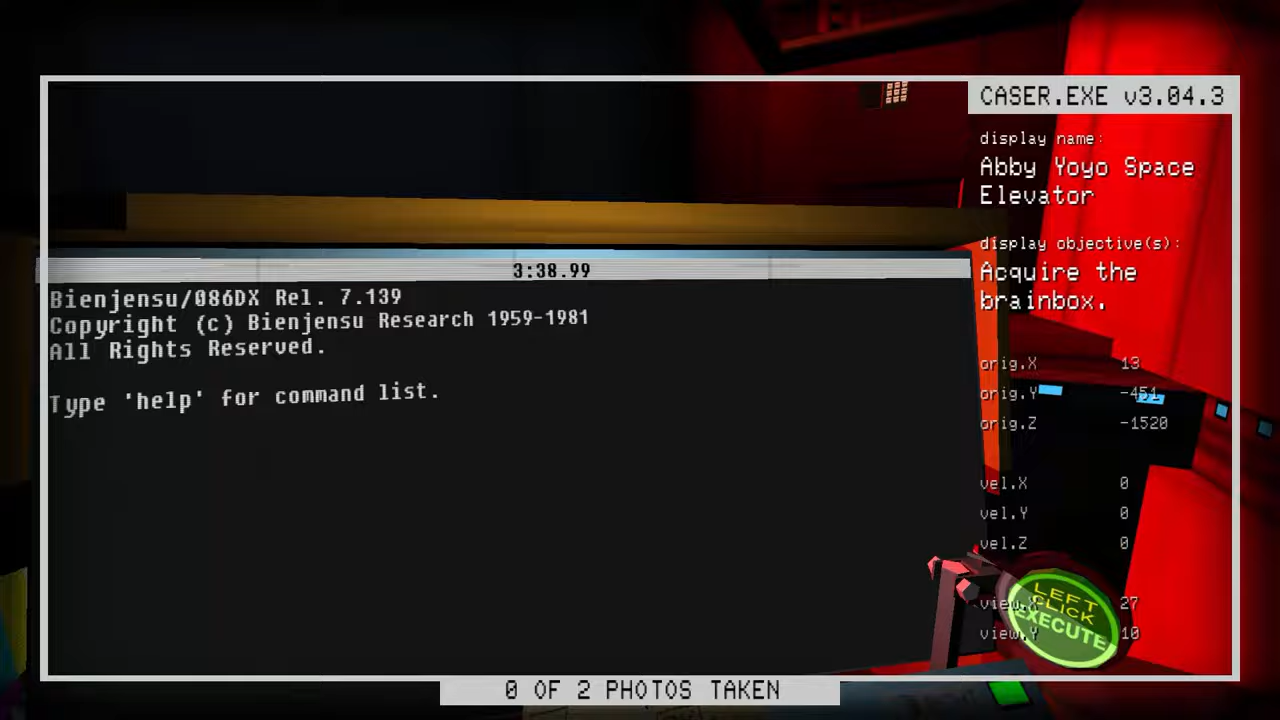 CASER.EXE v3.04.3
display name:
Abby Yoyo Space
Elevator
display objective(s):
Acquire the
brainbox.
3:38.99
Bienjensu/086DX Rel. 7.139
Copyright (c) Bienjensu Research 1959-1981
All Rights Reserved.
Type 'help' for command list.
orig.X 13
orig.Y -451
orig.Z -1520
vel.X 0
vel.Y 0
vel.Z 0
view.X 27
view.Y 10
LEFT
CLICK
EXECUTE
0 OF 2 PHOTOS TAKEN